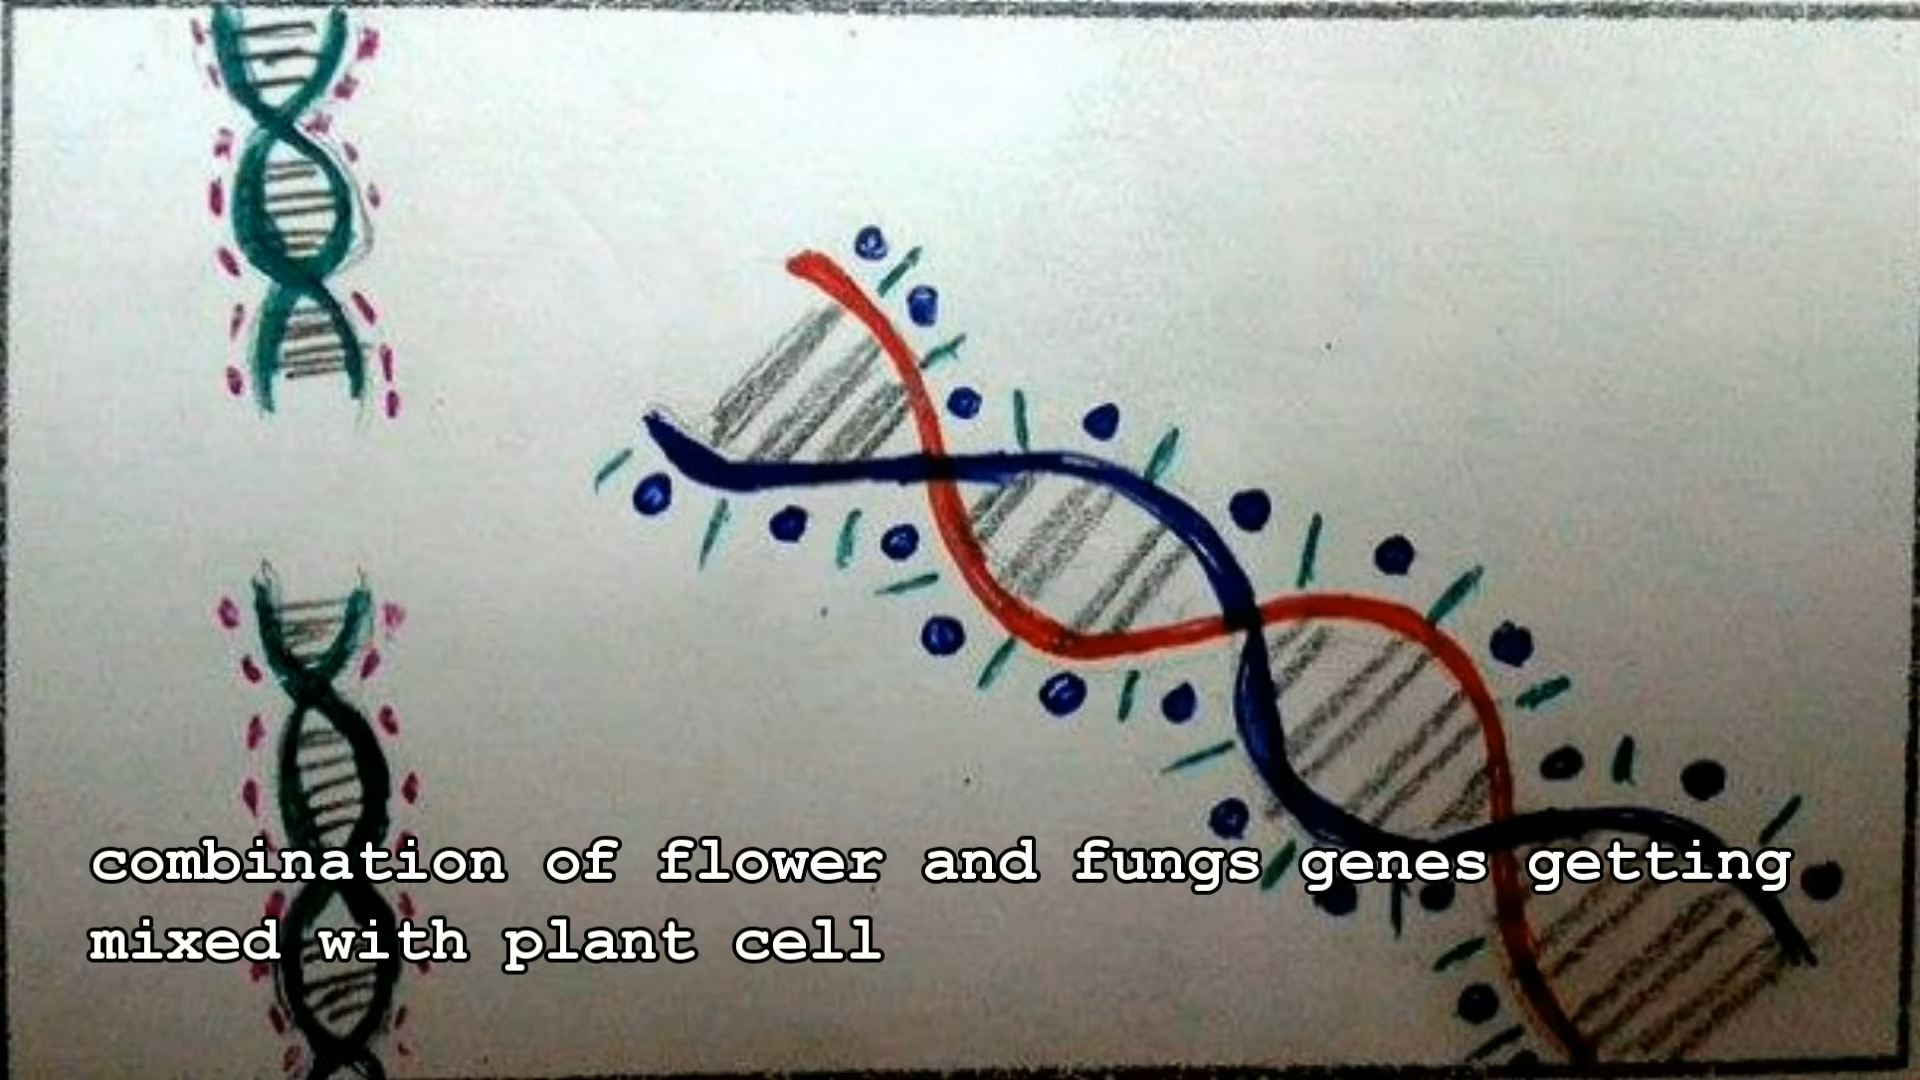 combination of flower and fungs genes getting
mixed with plant cell